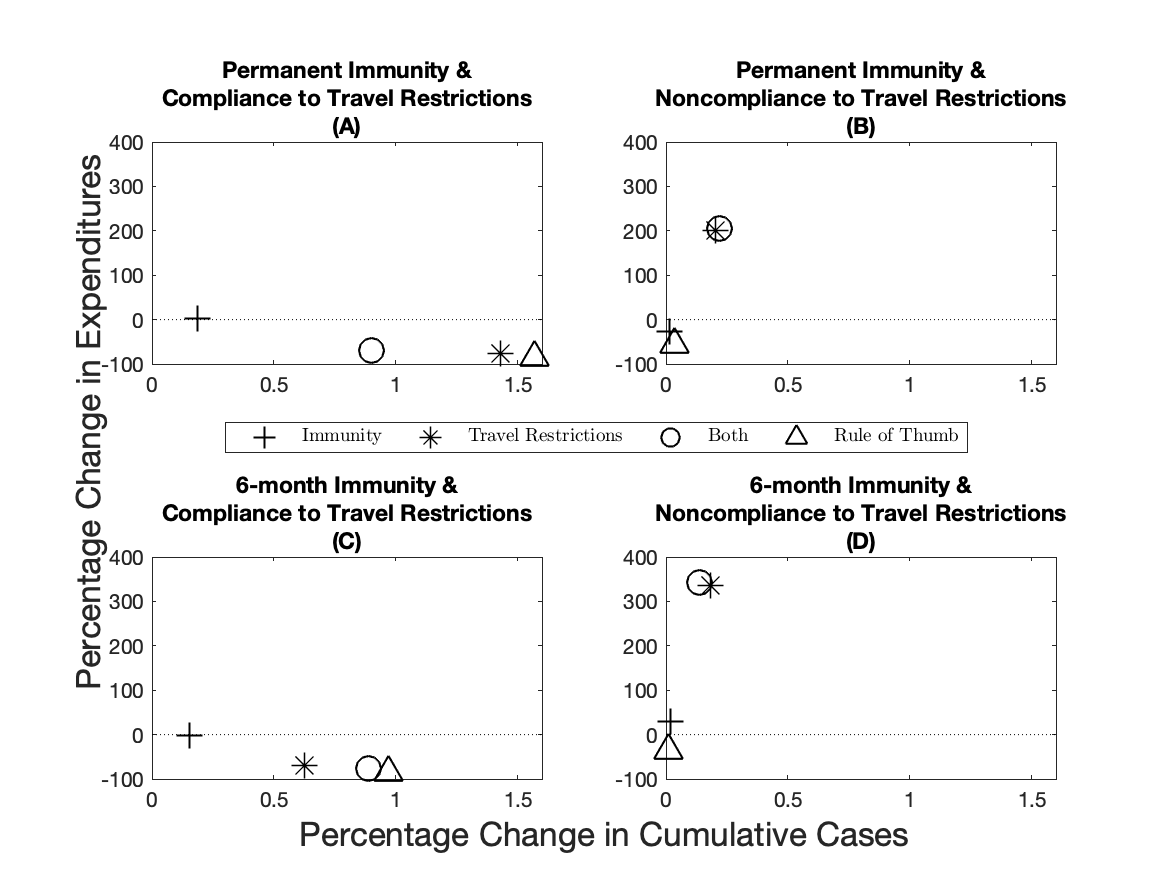 Permanent Immunity &
Compliance to Travel Restrictions
(A)
400
300
200
100
0
-100
0 0.5 1 1.5
Permanent Immunity &
Noncompliance to Travel Restrictions
(B)
400
300
200
100
0
-100
0 0.5 1 1.5
Immunity Travel Restrictions Both Rule of Thumb
6-month Immunity &
Compliance to Travel Restrictions
(C)
400
300
200
100
0
-100
0 0.5 1 1.5
6-month Immunity &
Noncompliance to Travel Restrictions
(D)
400
300
200
100
0
-100
0 0.5 1 1.5
Percentage Change in Expenditures
Percentage Change in Cumulative Cases